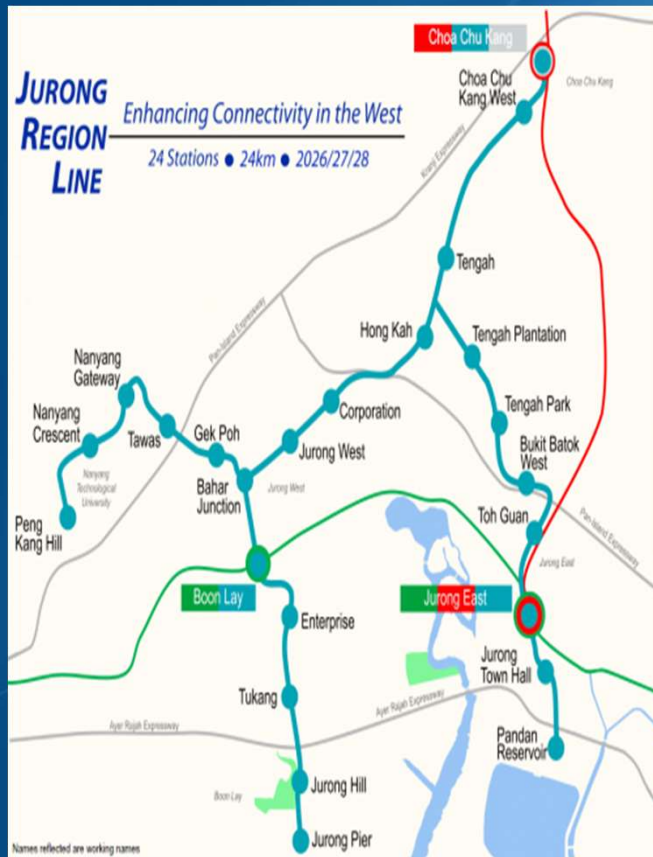 JURONG
REGION
LINE
Enhancing Connectivity in the West
24 Stations ● 24km ● 2026/27/28
Choa Chu Kang
Choa Chu
Kang West
Choa Chu Kang
Kranji Expressway
Tengah
Pan-Island Expressway
Hong Kah
Tengah Plantation
Nanyang
Gateway
Tengah Park
Nanyang
Crescent
Corporation
Tawas
Gek Poh
Jurong West
Bukit Batok
West
Bahar
Junction
Jurong West
Nanyang
Technological
University
Peng
Kang Hill
Toh Guan
Pan-Island Expressway
Jurong East
Boon Lay
Jurong East
Enterprise
Jurong
Town Hall
Tukang
Ayer Rajah Expressway
Ayer Rajah Expressway
Pandan
Reservoir
Boon Lay
Jurong Hill
Jurong Pier
Names reflected are working names